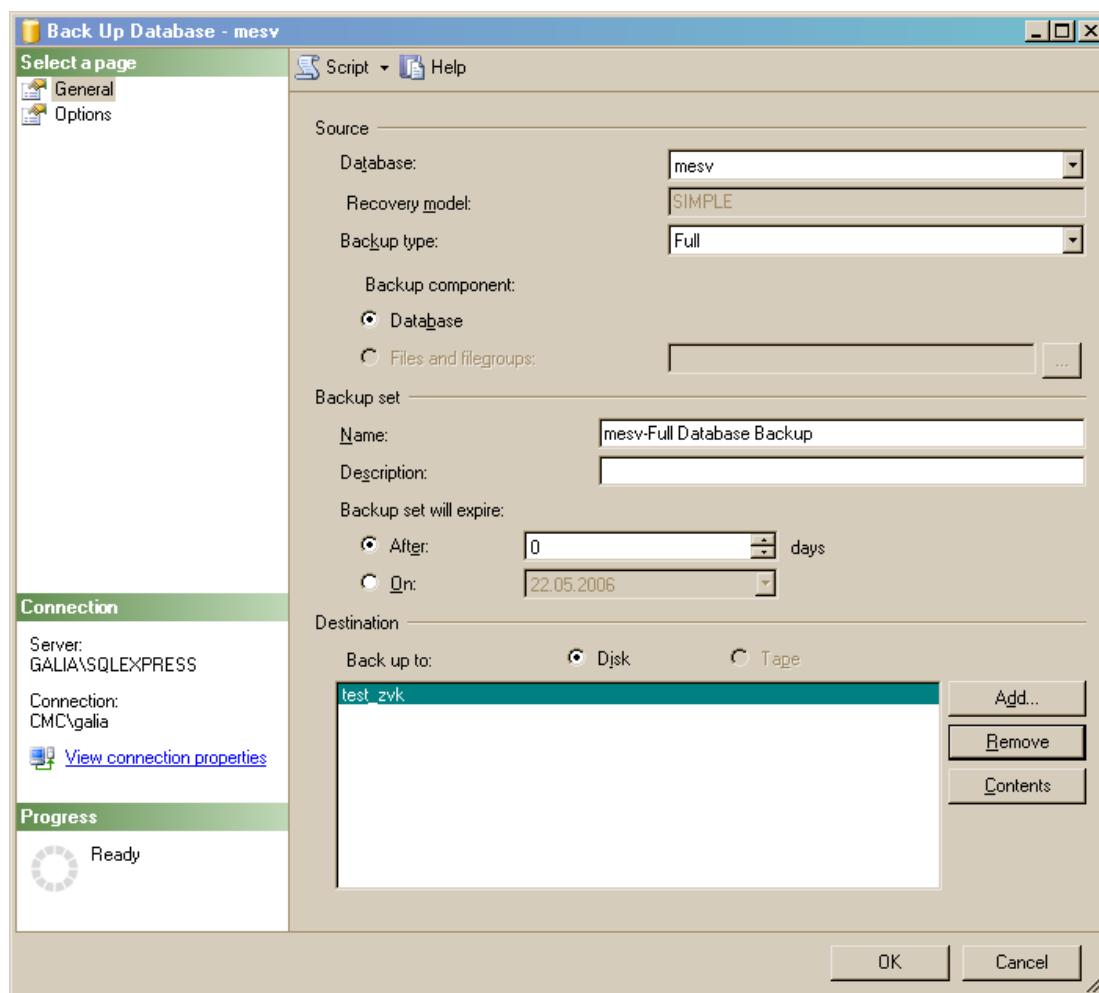 Back Up Database - mesv
Select a page
General
Options
Script Help
Source
Database: mesv
Recovery model: SIMPLE
Backup type: Full
Backup component:
Database
Files and filegroups: ...
Backup set
Name: mesv-Full Database Backup
Description:
Backup set will expire:
After: 0 days
On: 22.05.2006
Destination
Back up to: Disk Tape
test_zvk
Add...
Remove
Contents
Connection
Server:
GALIA\SQLEXPRESS
Connection:
CMC\galia
View connection properties
Progress
Ready
OK Cancel